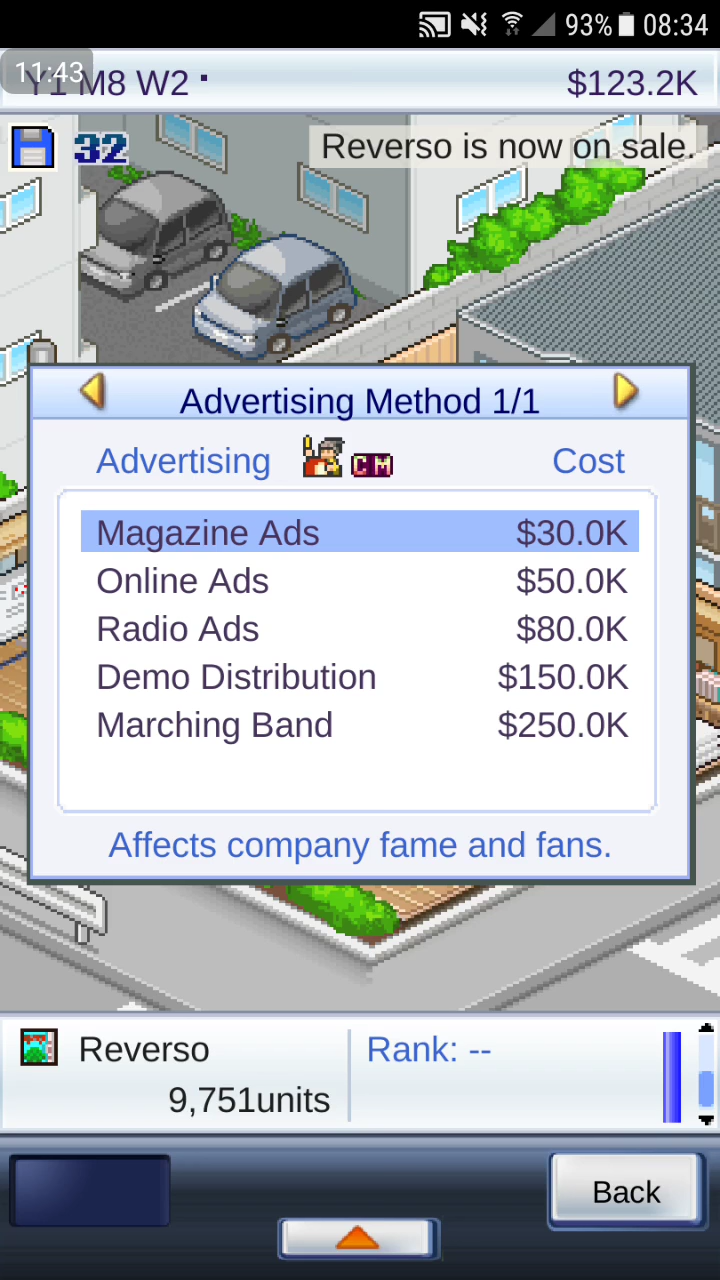 93% 08:34
11:43
Y1 M8 W2 $123.2K
32
Reverso is now on sale.
Advertising Method 1/1
Advertising CM Cost
Magazine Ads $30.0K
Online Ads $50.0K
Radio Ads $80.0K
Demo Distribution $150.0K
Marching Band $250.0K
Affects company fame and fans.
Reverso Rank: --
9,751units
Back